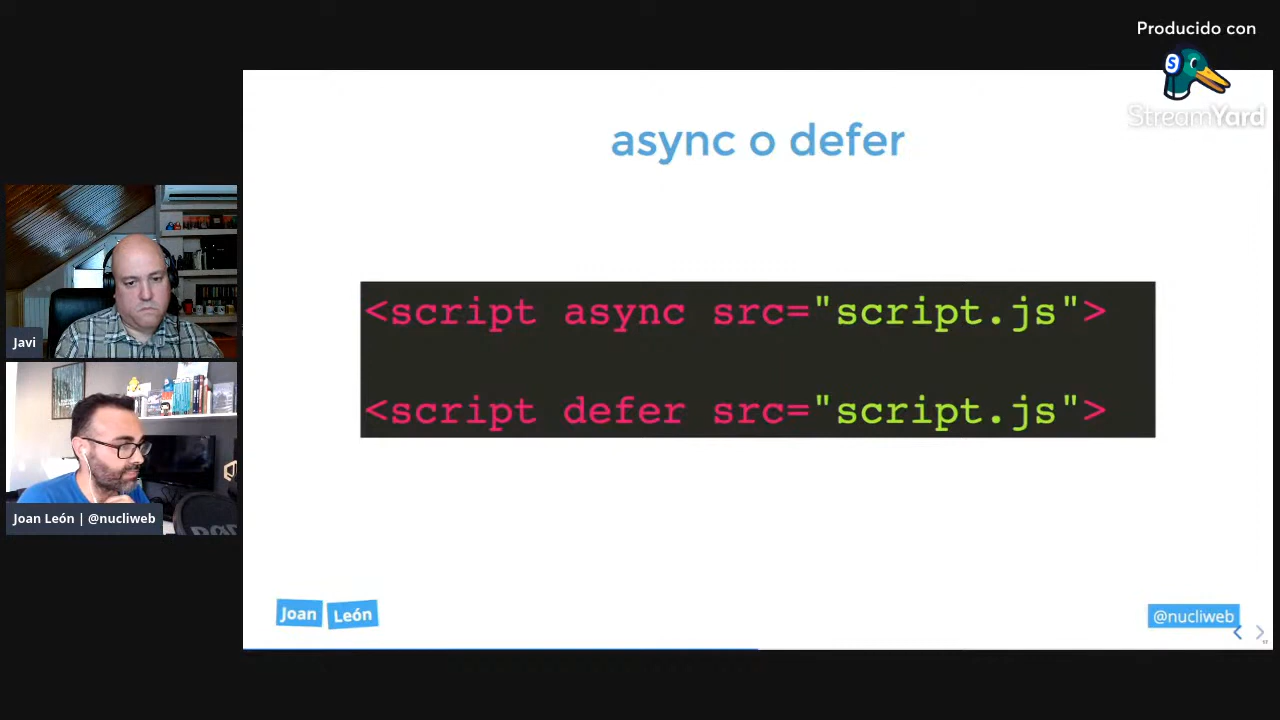 Producido con
StreamYard
async o defer
<script async src="script.js">
<script defer src="script.js">
Javi
Joan León | @nucliweb
Joan León
@nucliweb